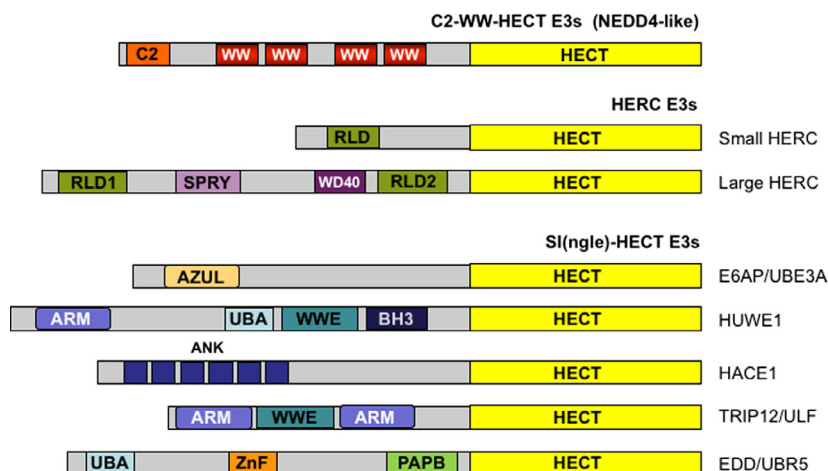 C2-WW-HECT E3s (NEDD4-like)
C2 WW WW WW WW HECT
HERC E3s
RLD HECT Small HERC
RLD1 SPRY WD40 RLD2 HECT Large HERC
SI(ngle)-HECT E3s
AZUL HECT E6AP/UBE3A
ARM UBA WWE BH3 HECT HUWE1
ANK
HECT HACE1
ARM WWE ARM HECT TRIP12/ULF
UBA ZnF PAPB HECT EDD/UBR5